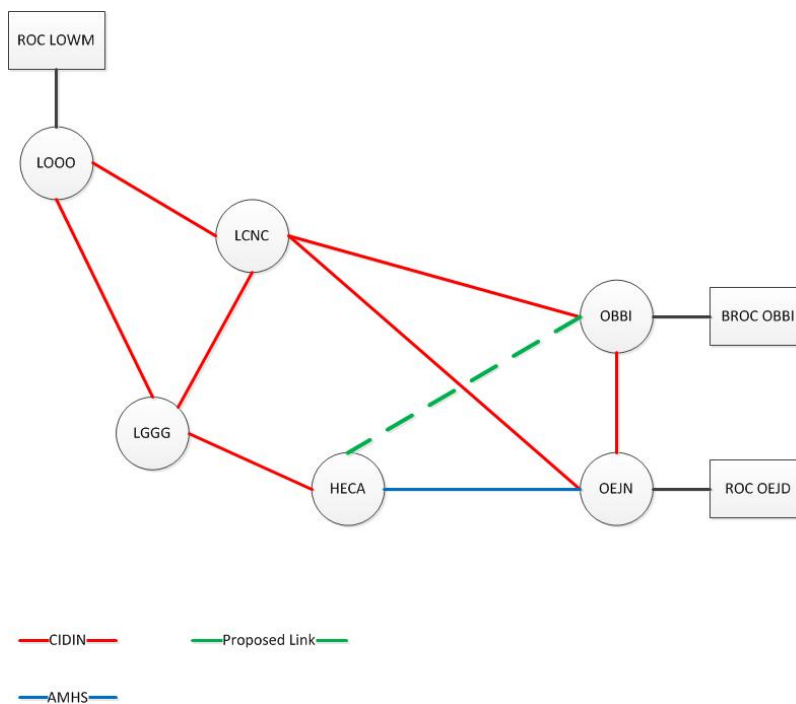 ROC LOWM
LOOO
LCNC
OBBI
BROC OBBI
LGGG
HECA
OEJN
ROC OEJD
CIDIN
Proposed Link
AMHS